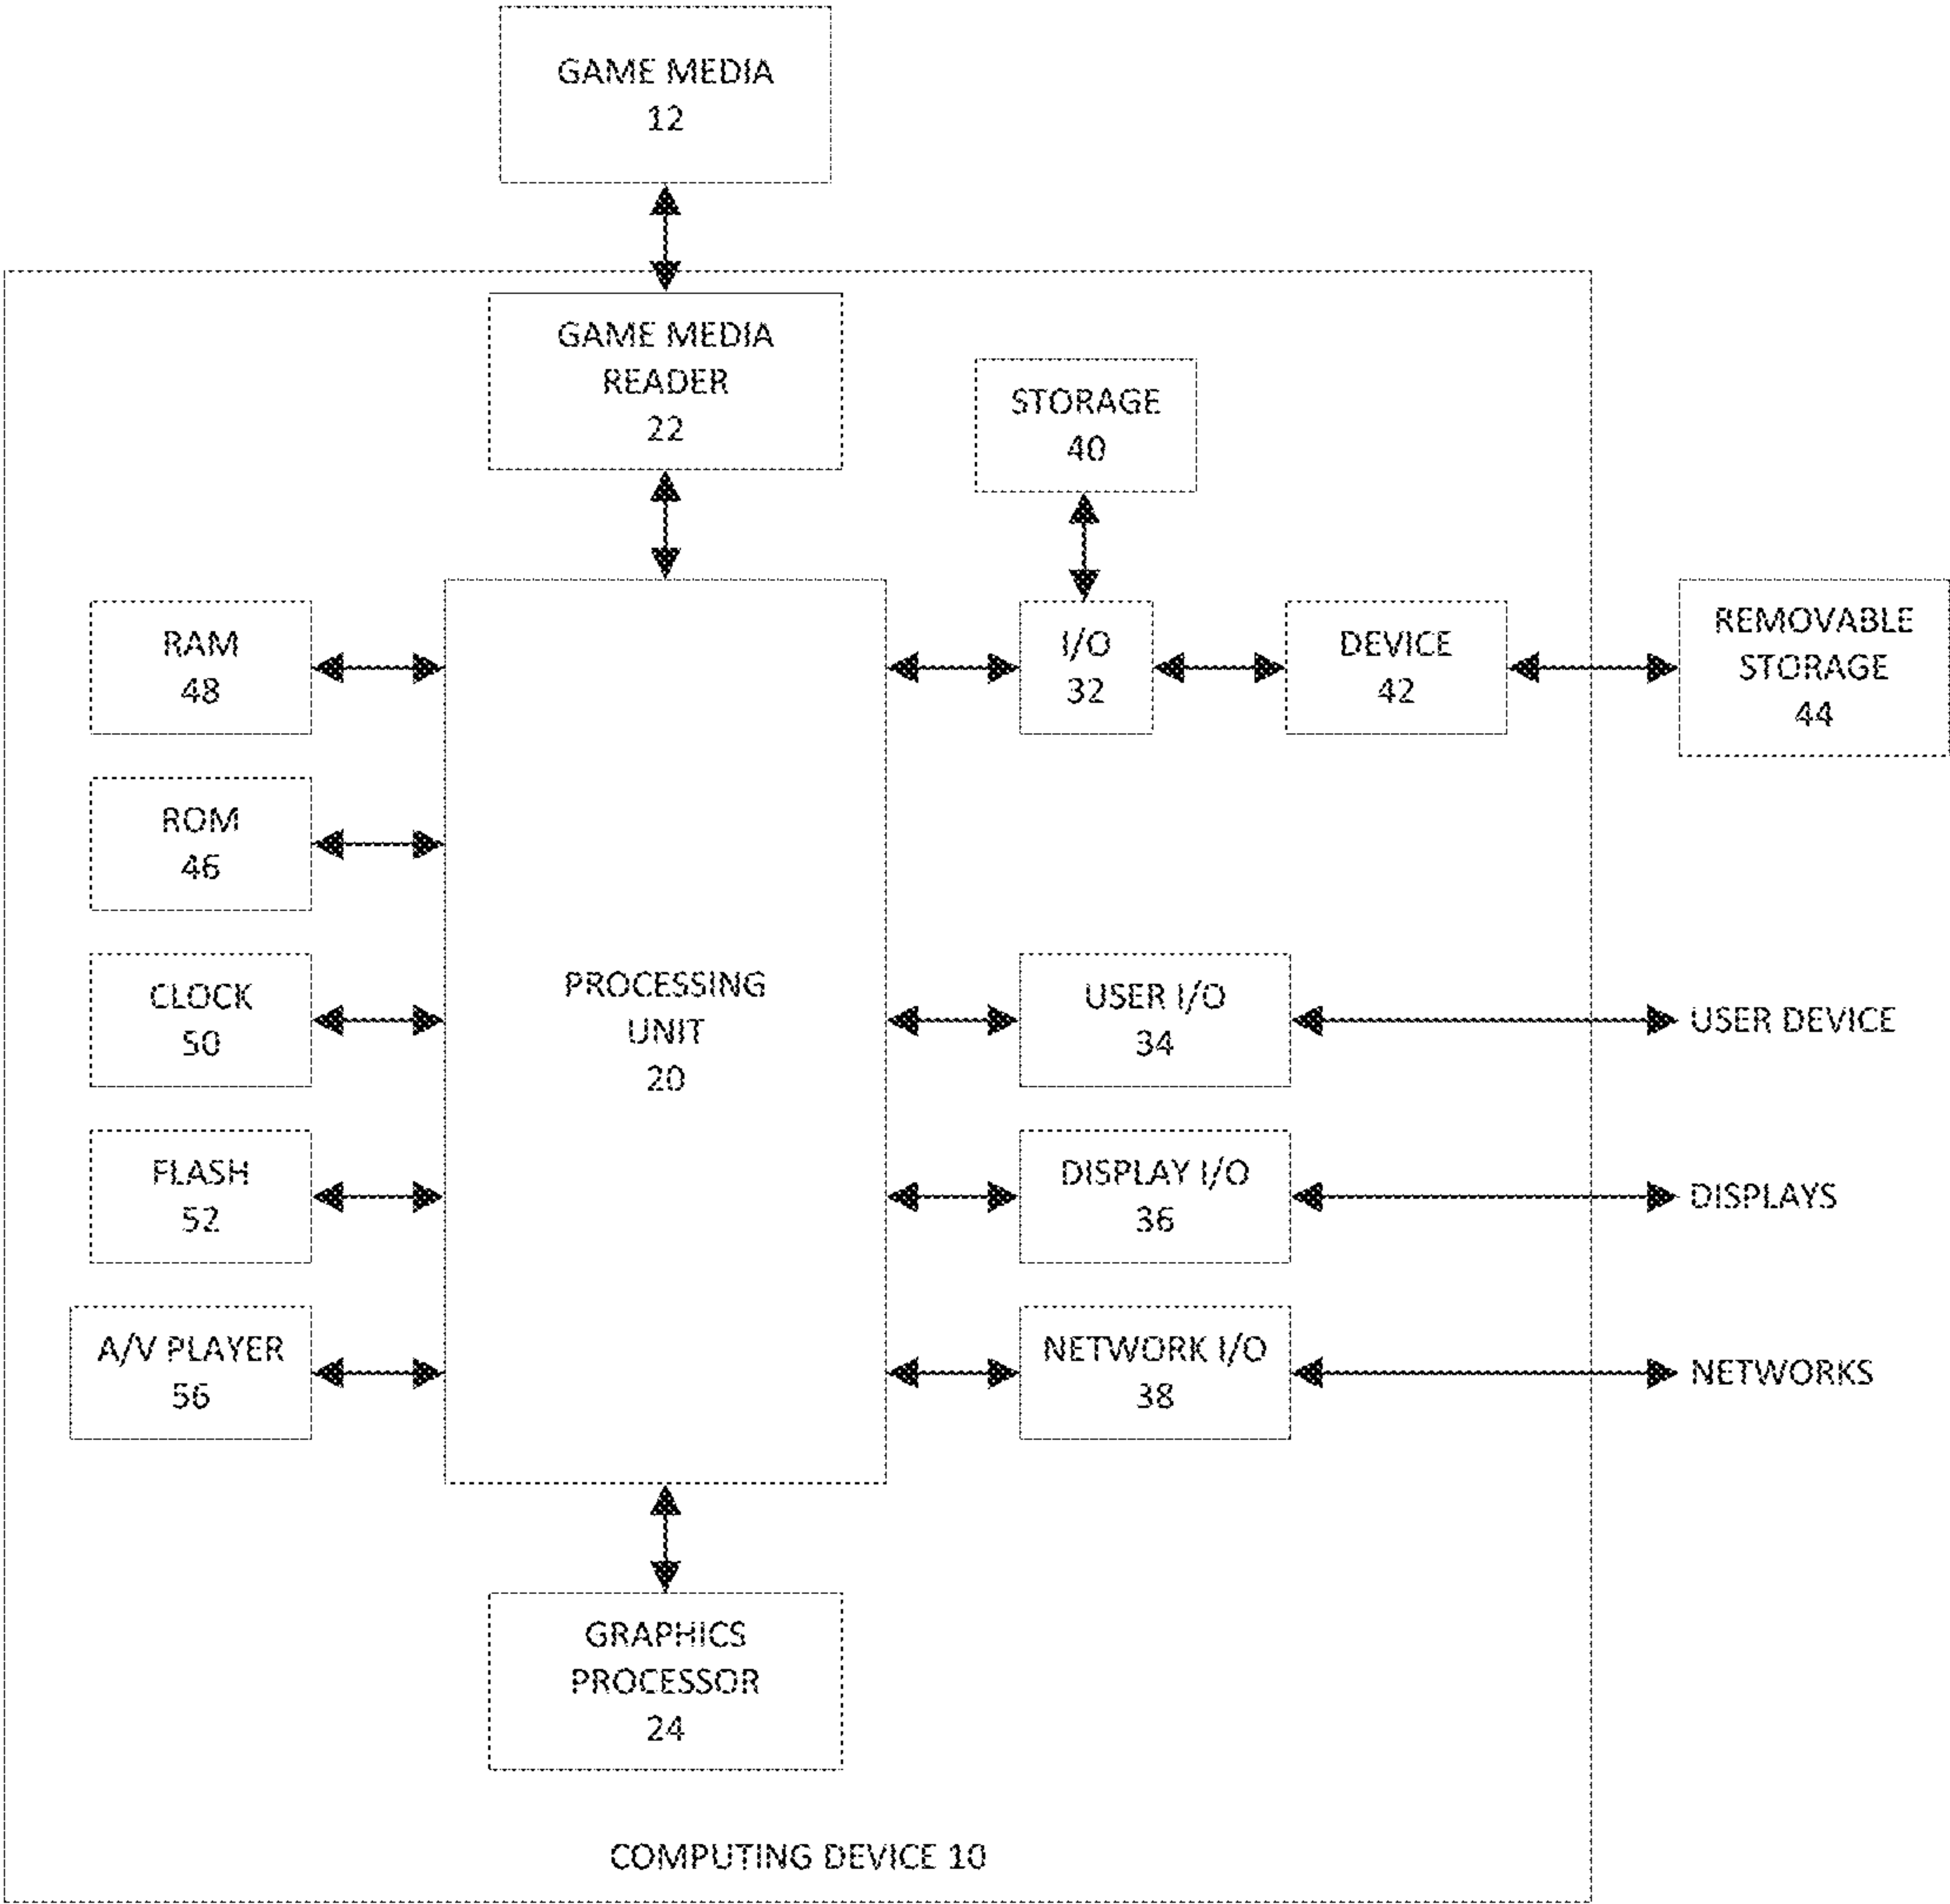 GAME MEDIA
12
GAME MEDIA
READER
22
STORAGE
40
RAM
48
I/O
32
DEVICE
42
REMOVABLE
STORAGE
44
ROM
46
PROCESSING
UNIT
20
CLOCK
50
USER I/O
34
USER DEVICE
FLASH
52
DISPLAY I/O
36
DISPLAYS
A/V PLAYER
56
NETWORK I/O
38
NETWORKS
GRAPHICS
PROCESSOR
24
COMPUTING DEVICE 10